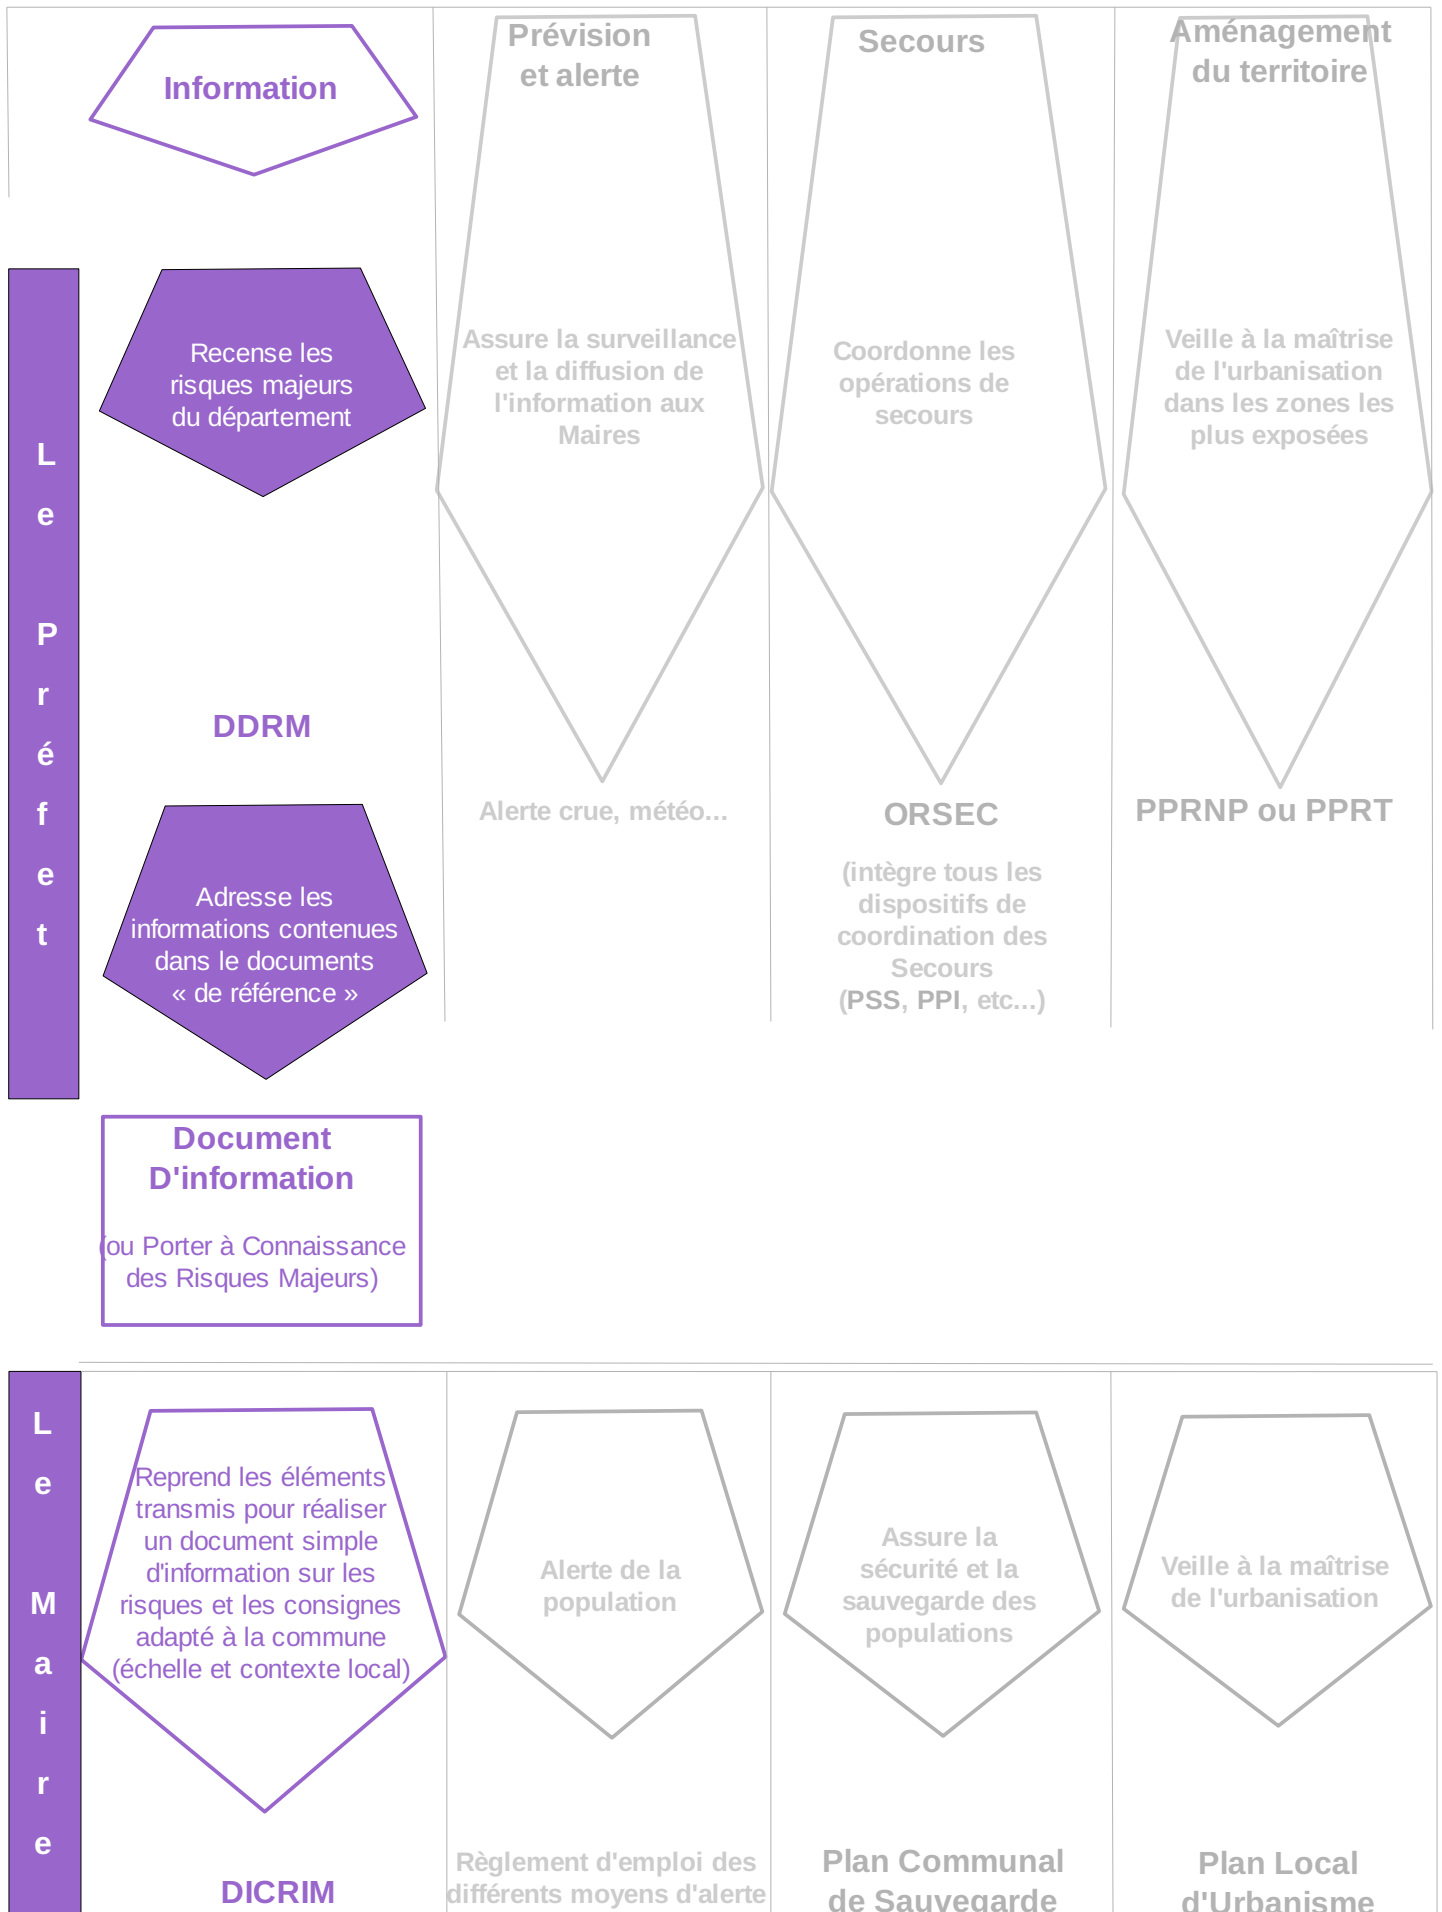 Information
Prévision
et alerte
Secours
Aménagement
du territoire
Le Préfet
Recense les
risques majeurs
du département
DDRM
Adresse les
informations contenues
dans le documents
« de référence »
Document
D'information
(ou Porter à Connaissance
des Risques Majeurs)
Assure la surveillance
et la diffusion de
l'information aux
Maires
Alerte crue, météo...
Coordonne les
opérations de
secours
ORSEC
(intègre tous les
dispositifs de
coordination des
Secours
(PSS, PPI, etc...)
Veille à la maîtrise
de l'urbanisation
dans les zones les
plus exposées
PPRNP ou PPRT
Le Maire
Reprend les éléments
transmis pour réaliser
un document simple
d'information sur les
risques et les consignes
adapté à la commune
(échelle et contexte local)
DICRIM
Alerte de la
population
Règlement d'emploi des
différents moyens d'alerte
Assure la
sécurité et la
sauvegarde des
populations
Plan Communal
de Sauvegarde
Veille à la maîtrise
de l'urbanisation
Plan Local
d'Urbanisme